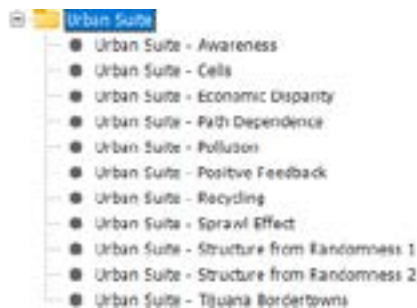 Urban Suite
Urban Suite - Awareness
Urban Suite - Cells
Urban Suite - Economic Disparity
Urban Suite - Path Dependence
Urban Suite - Pollution
Urban Suite - Positive Feedback
Urban Suite - Recycling
Urban Suite - Sprawl Effect
Urban Suite - Structure from Randomness 1
Urban Suite - Structure from Randomness 2
Urban Suite - Tijuana Bordertowns